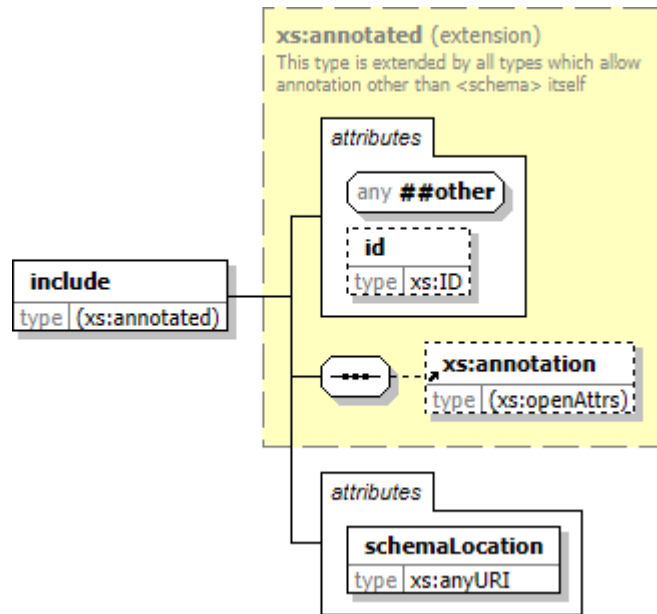 xs:annotated (extension)
This type is extended by all types which allow
annotation other than <schema> itself
attributes
any ##other
id
type xs:ID
include
type (xs:annotated)
xs:annotation
type (xs:openAttrs)
attributes
schemaLocation
type xs:anyURI